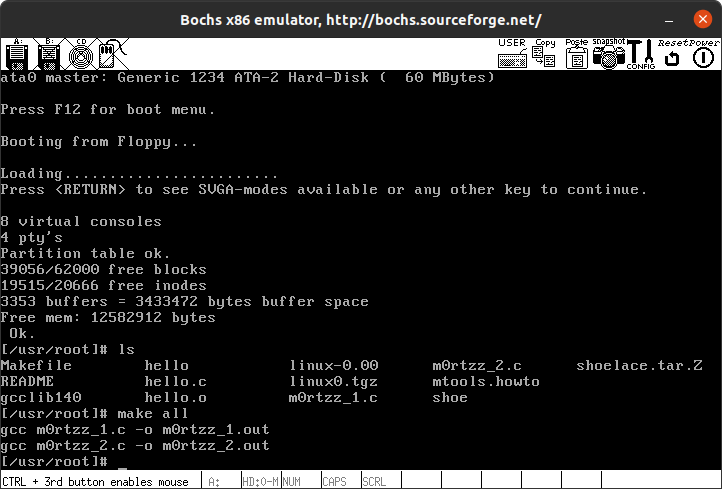 Bochs x86 emulator, http://bochs.sourceforge.net/
A: B: CD USER Copy Paste snapshot CONFIG Reset Power
ata0 master: Generic 1234 ATA-2 Hard-Disk (  60 MBytes)
Press F12 for boot menu.
Booting from Floppy...
Loading........................
Press <RETURN> to see SVGA-modes available or any other key to continue.
8 virtual consoles
4 pty's
Partition table ok.
39056/62000 free blocks
19515/20666 free inodes
3353 buffers = 3433472 bytes buffer space
Free mem: 12582912 bytes
 Ok.
[/usr/root]# ls
Makefile        hello           linux-0.00      m0rtzz_2.c      shoelace.tar.Z
README          hello.c         linux0.tgz      mtools.howto
gcclib140       hello.o         m0rtzz_1.c      shoe
[/usr/root]# make all
gcc m0rtzz_1.c -o m0rtzz_1.out
gcc m0rtzz_2.c -o m0rtzz_2.out
[/usr/root]# _
CTRL + 3rd button enables mouse A: HD:0-M NUM CAPS SCRL